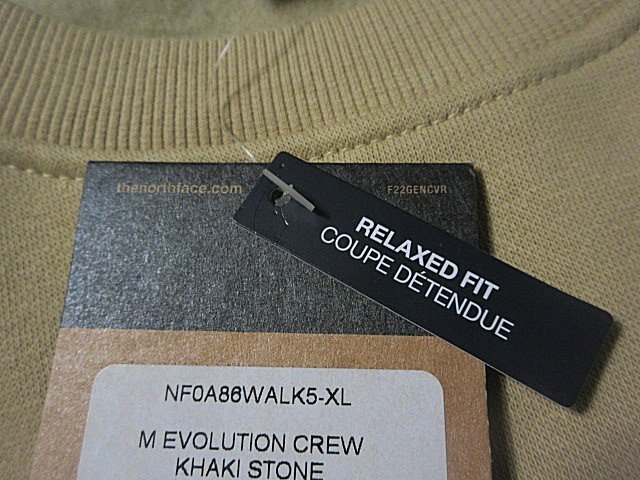 thenorthface.com
F22GENCVR
RELAXED FIT
COUPE DÉTENDUE
NF0A86WALK5-XL
M EVOLUTION CREW
KHAKI STONE